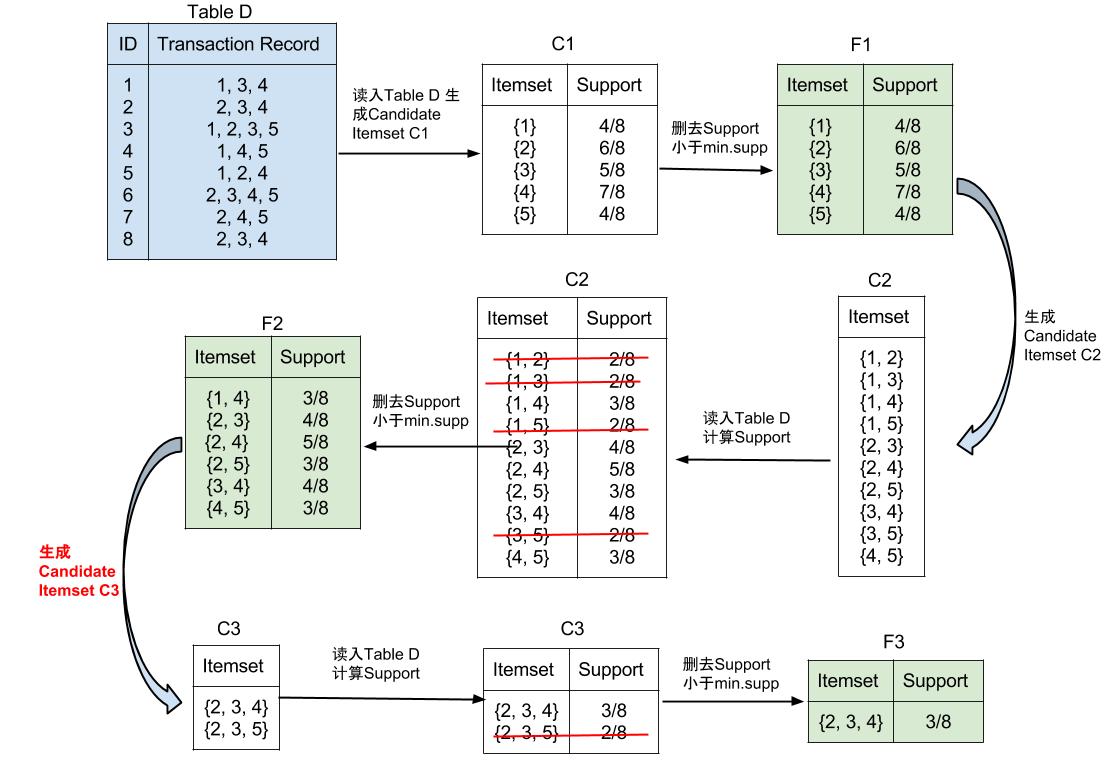 Table D
ID Transaction Record
1 1, 3, 4
2 2, 3, 4
3 1, 2, 3, 5
4 1, 4, 5
5 1, 2, 4
6 2, 3, 4, 5
7 2, 4, 5
8 2, 3, 4
读入Table D 生
成Candidate
Itemset C1
C1
Itemset Support
{1} 4/8
{2} 6/8
{3} 5/8
{4} 7/8
{5} 4/8
删去Support
小于min.supp
F1
Itemset Support
{1} 4/8
{2} 6/8
{3} 5/8
{4} 7/8
{5} 4/8
生成
Candidate
Itemset C2
C2
Itemset
{1, 2}
{1, 3}
{1, 4}
{1, 5}
{2, 3}
{2, 4}
{2, 5}
{3, 4}
{3, 5}
{4, 5}
读入Table D
计算Support
C2
Itemset Support
{1, 2} 2/8
{1, 3} 2/8
{1, 4} 3/8
{1, 5} 2/8
{2, 3} 4/8
{2, 4} 5/8
{2, 5} 3/8
{3, 4} 4/8
{3, 5} 2/8
{4, 5} 3/8
删去Support
小于min.supp
F2
Itemset Support
{1, 4} 3/8
{2, 3} 4/8
{2, 4} 5/8
{2, 5} 3/8
{3, 4} 4/8
{4, 5} 3/8
生成
Candidate
Itemset C3
C3
Itemset
{2, 3, 4}
{2, 3, 5}
读入Table D
计算Support
C3
Itemset Support
{2, 3, 4} 3/8
{2, 3, 5} 2/8
删去Support
小于min.supp
F3
Itemset Support
{2, 3, 4} 3/8